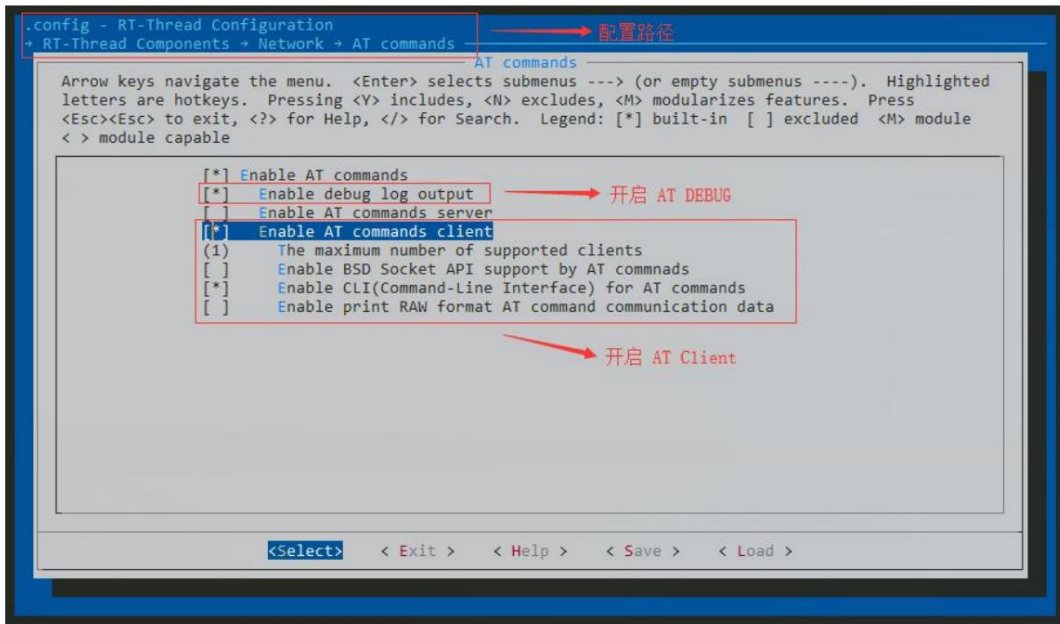 .config - RT-Thread Configuration
→ RT-Thread Components → Network → AT commands
配置路径
AT commands
Arrow keys navigate the menu. <Enter> selects submenus ---> (or empty submenus ----). Highlighted
letters are hotkeys. Pressing <Y> includes, <N> excludes, <M> modularizes features. Press
<Esc><Esc> to exit, <?> for Help, </> for Search. Legend: [*] built-in [ ] excluded <M> module
< > module capable
[*] Enable AT commands
[*] Enable debug log output
开启 AT DEBUG
[ ] Enable AT commands server
[*] Enable AT commands client
(1) The maximum number of supported clients
[ ] Enable BSD Socket API support by AT commnads
[*] Enable CLI(Command-Line Interface) for AT commands
[ ] Enable print RAW format AT command communication data
开启 AT Client
<Select> < Exit > < Help > < Save > < Load >